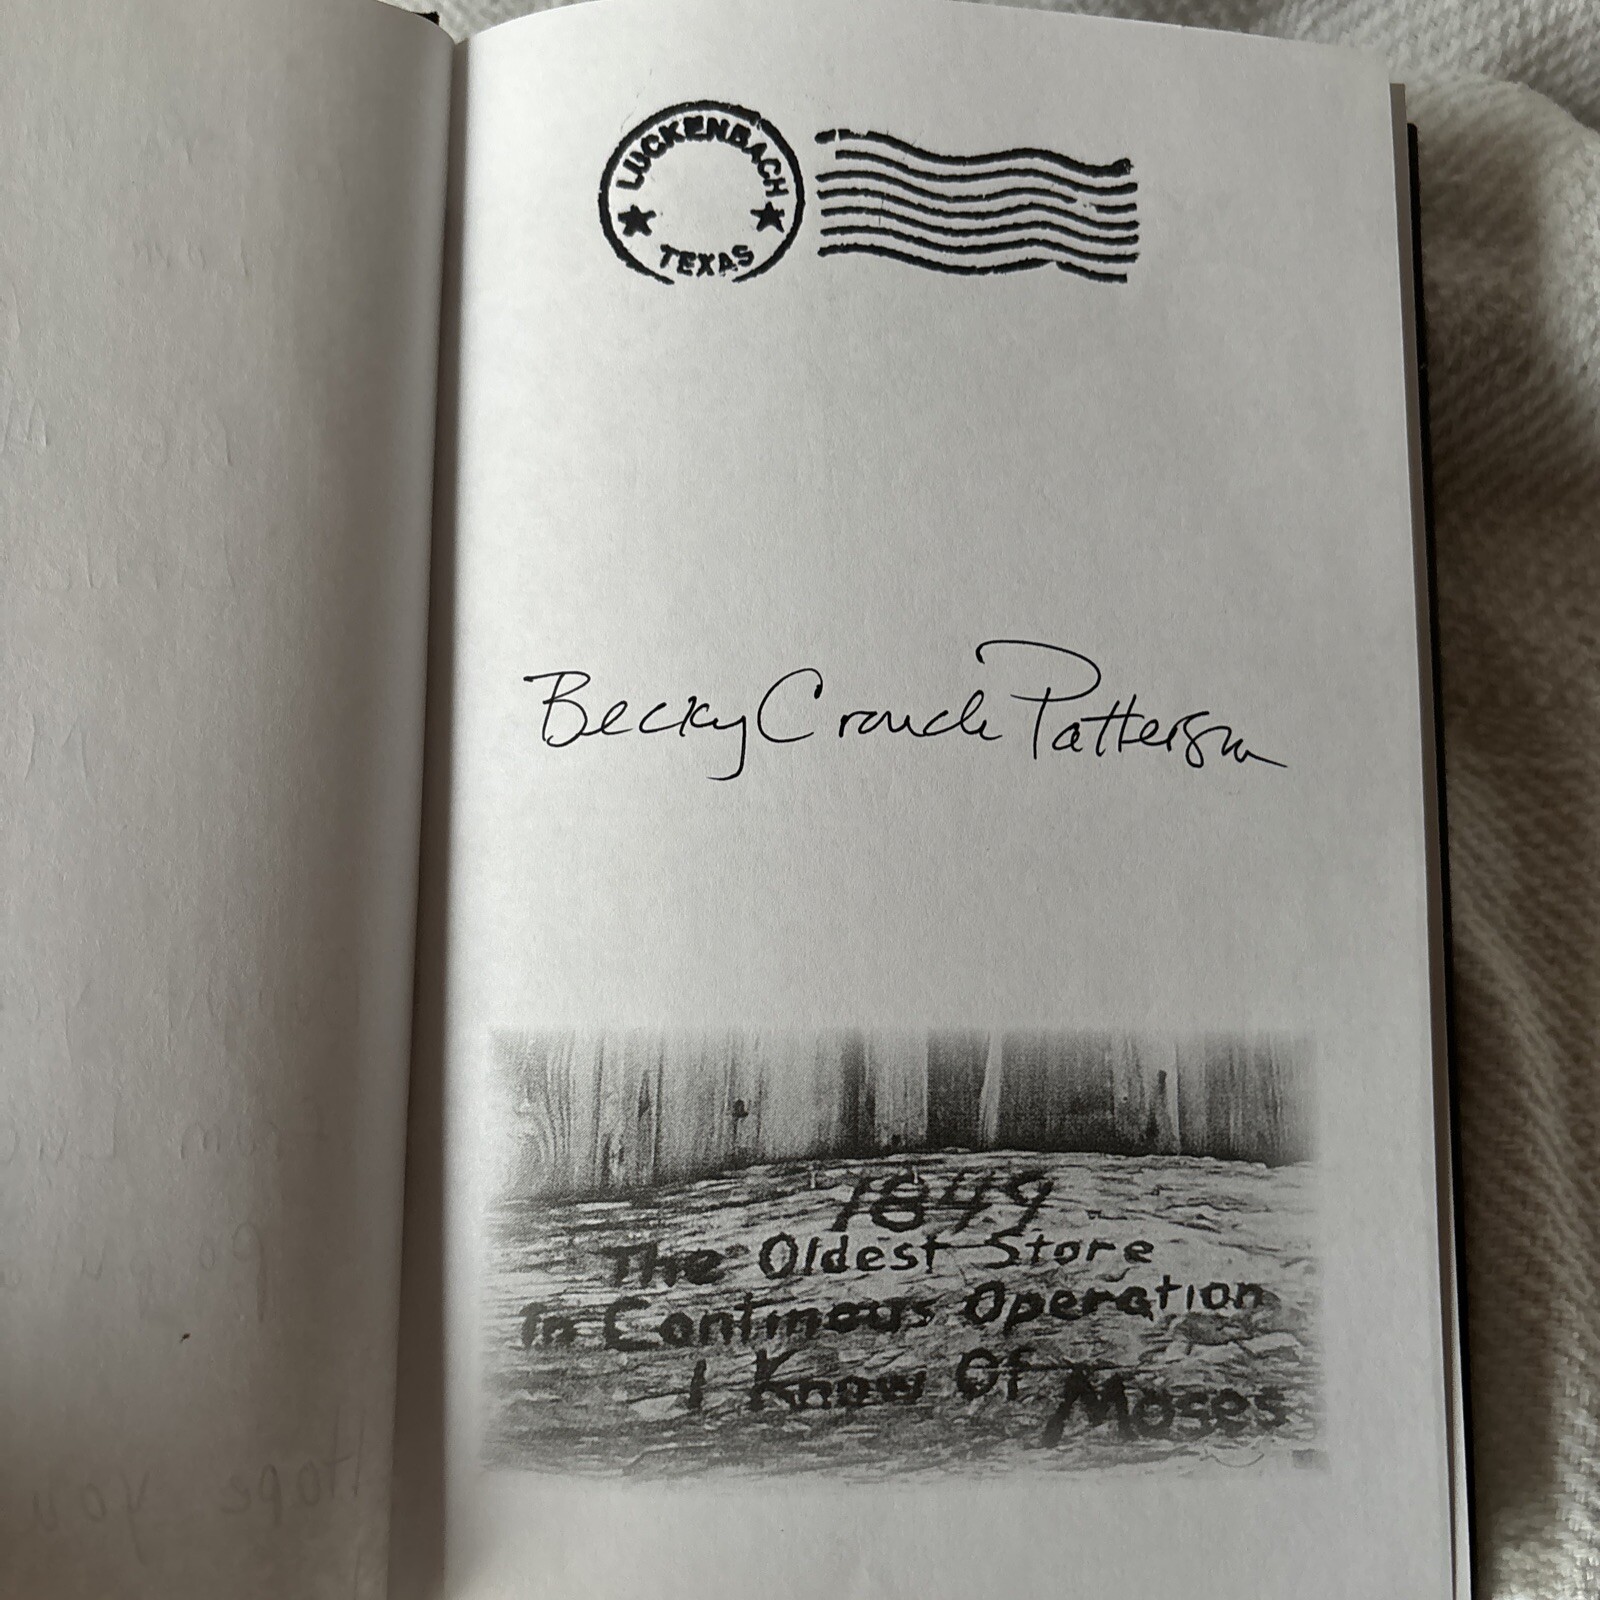 LUCKENBACH
TEXAS
Becky Crouch Patterson
1849
The Oldest Store
In Continous Operation
I Know Of Moses